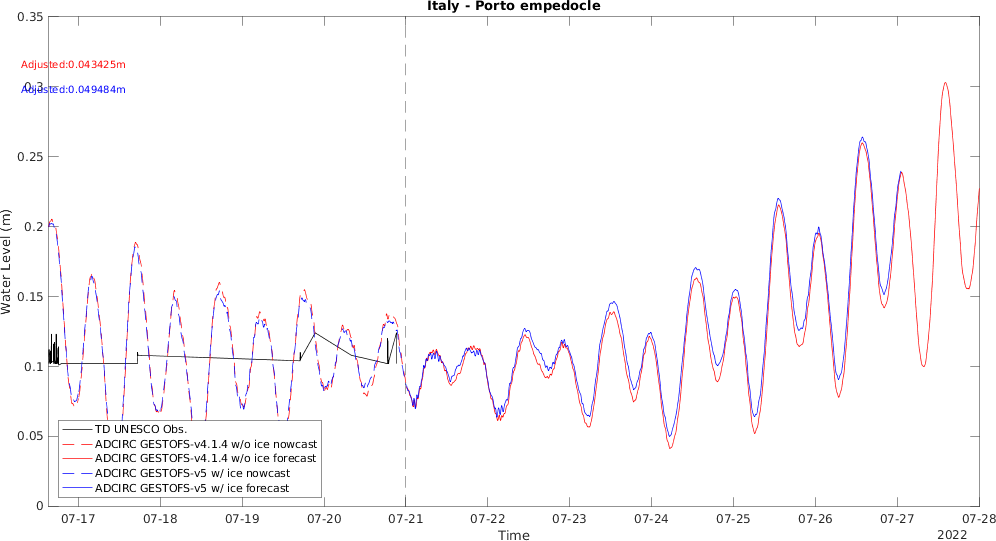 Italy - Porto empedocle
0.35
Adjusted:0.043425m
0.3
Adjusted:0.049484m
0.25
0.2
0.15
0.1
0.05
0
Water Level (m)
TD UNESCO Obs.
ADCIRC GESTOFS-v4.1.4 w/o ice nowcast
ADCIRC GESTOFS-v4.1.4 w/o ice forecast
ADCIRC GESTOFS-v5 w/ ice nowcast
ADCIRC GESTOFS-v5 w/ ice forecast
07-17 07-18 07-19 07-20 07-21 07-22 07-23 07-24 07-25 07-26 07-27 07-28
Time
2022